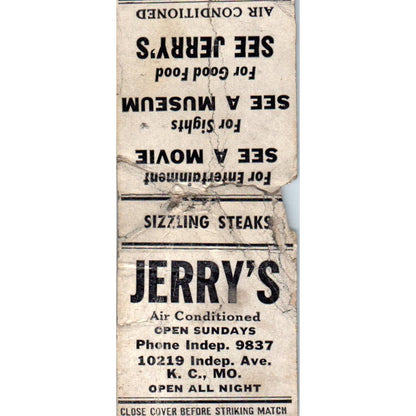 For Entertainment
SEE A MOVIE
For Sights
SEE A MUSEUM
For Good Food
SEE JERRY'S
AIR CONDITIONED
SIZZLING STEAKS
JERRY'S
Air Conditioned
OPEN SUNDAYS
Phone Indep. 9837
10219 Indep. Ave.
K. C., MO.
OPEN ALL NIGHT
CLOSE COVER BEFORE STRIKING MATCH